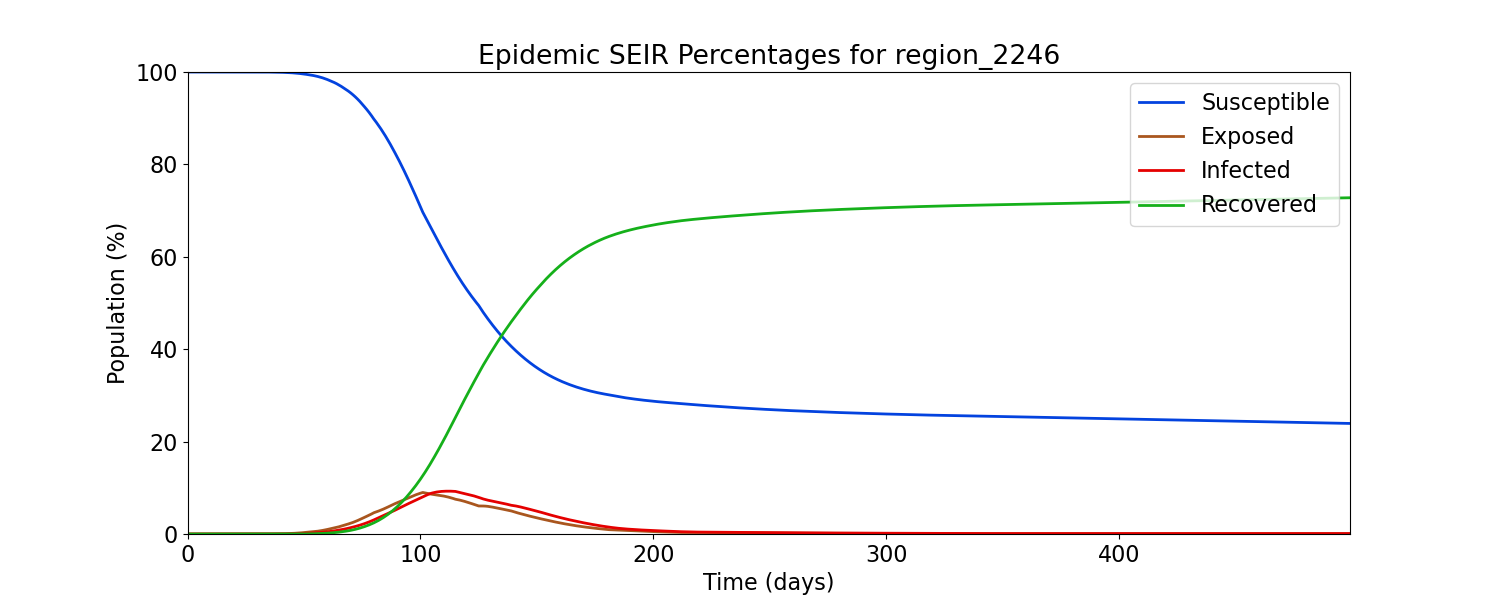 Epidemic SEIR Percentages for region_2246
Population (%)
100
80
60
40
20
0
Susceptible
Exposed
Infected
Recovered
0 100 200 300 400
Time (days)